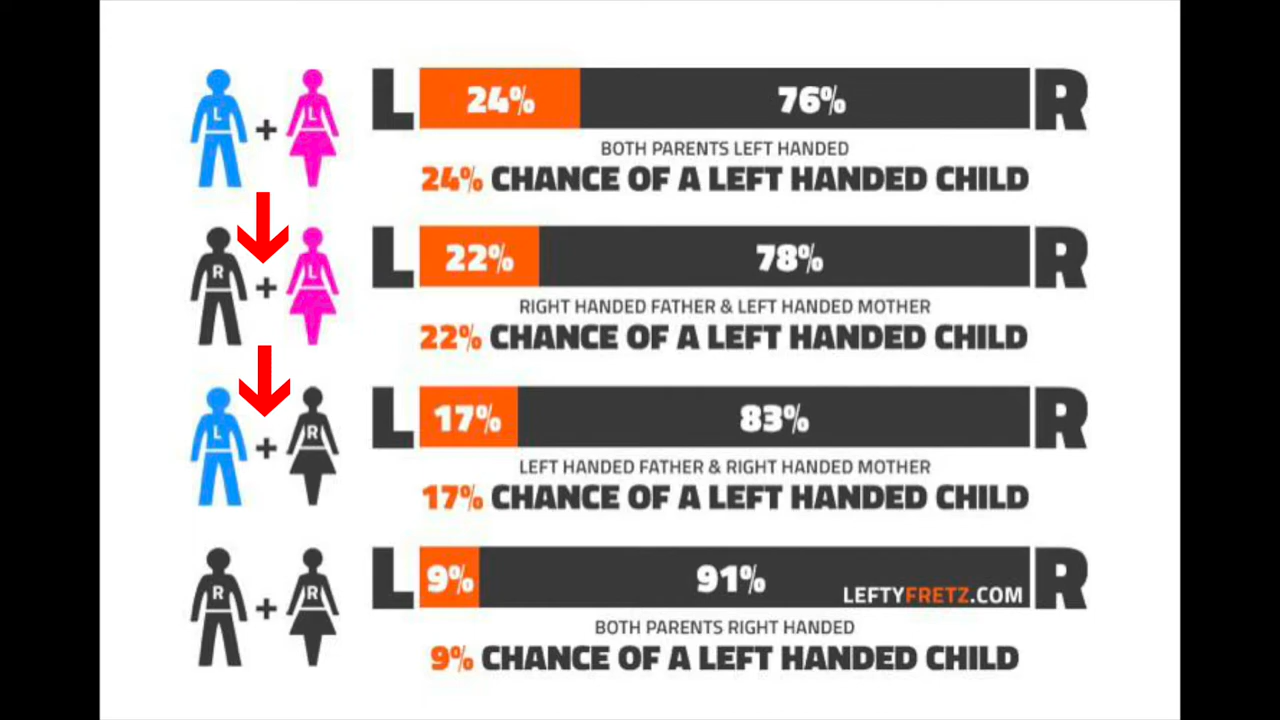 L + L L 24% 76% R
BOTH PARENTS LEFT HANDED
24% CHANCE OF A LEFT HANDED CHILD
R + L L 22% 78% R
RIGHT HANDED FATHER & LEFT HANDED MOTHER
22% CHANCE OF A LEFT HANDED CHILD
L + R L 17% 83% R
LEFT HANDED FATHER & RIGHT HANDED MOTHER
17% CHANCE OF A LEFT HANDED CHILD
R + R L 9% 91% LEFTYFRETZ.COM R
BOTH PARENTS RIGHT HANDED
9% CHANCE OF A LEFT HANDED CHILD